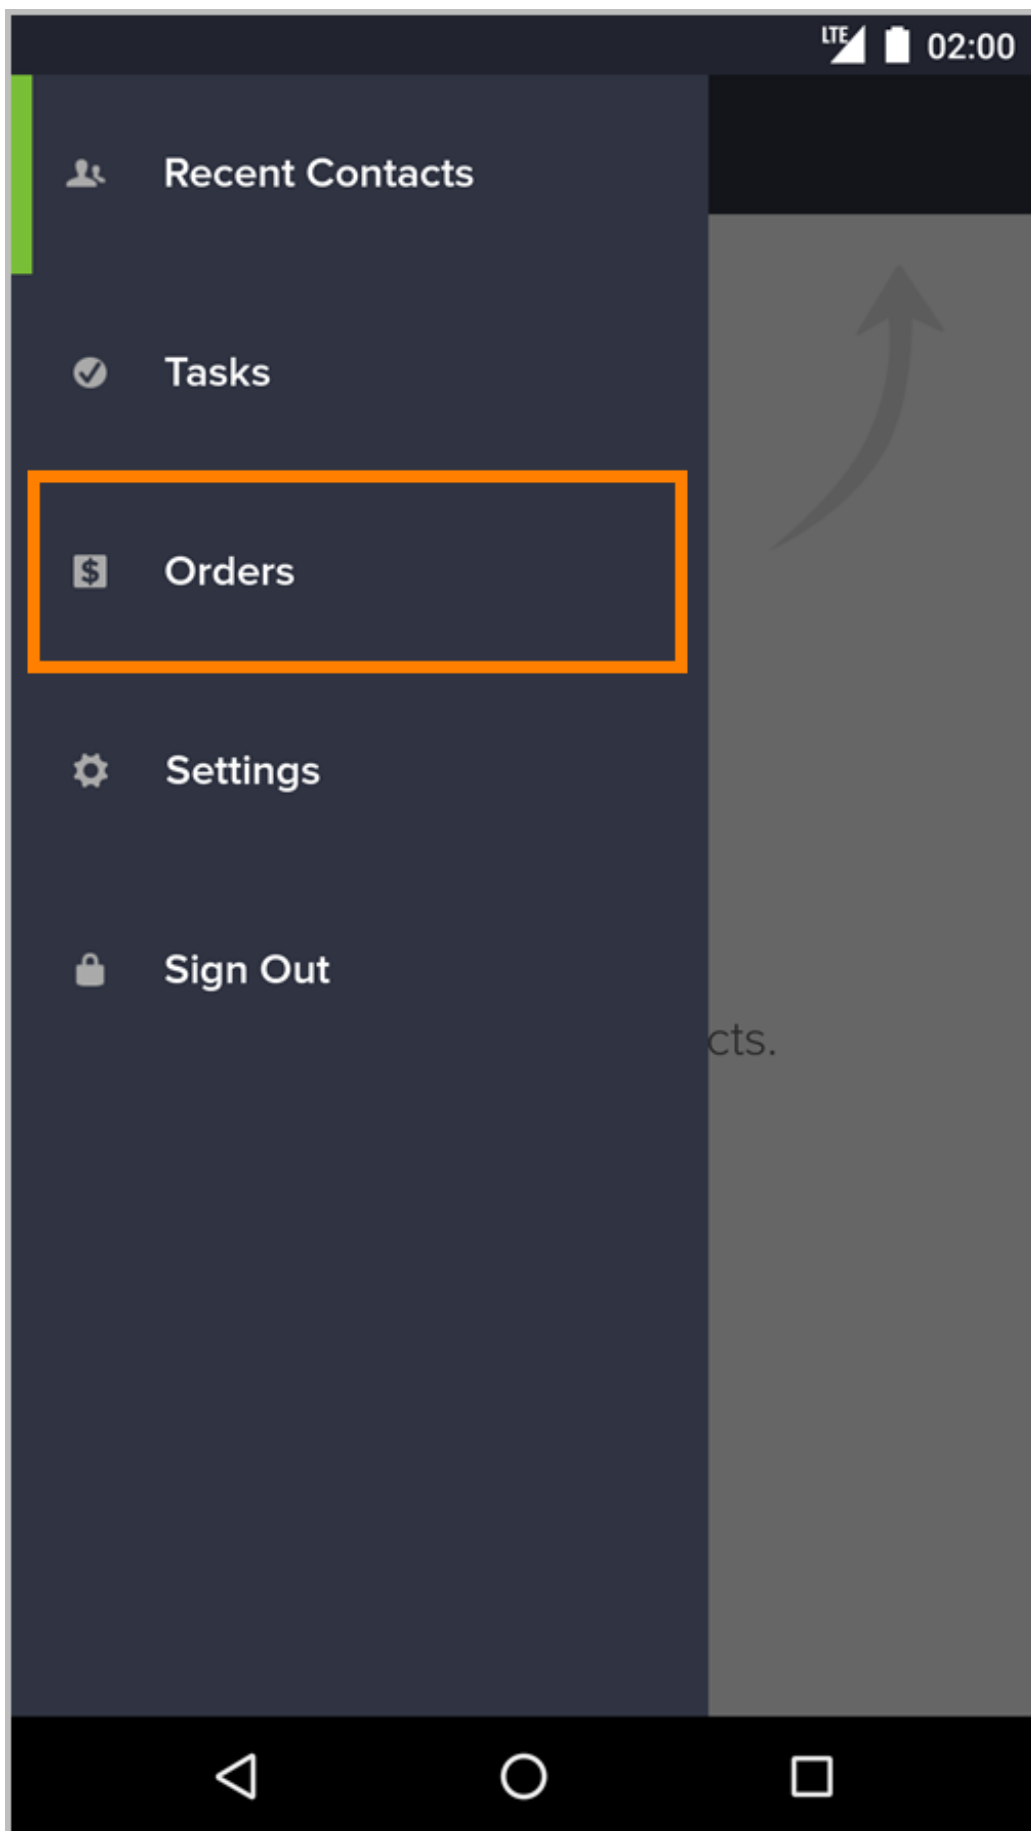 LTE 02:00
Recent Contacts
Tasks
$ Orders
Settings
Sign Out
cts.